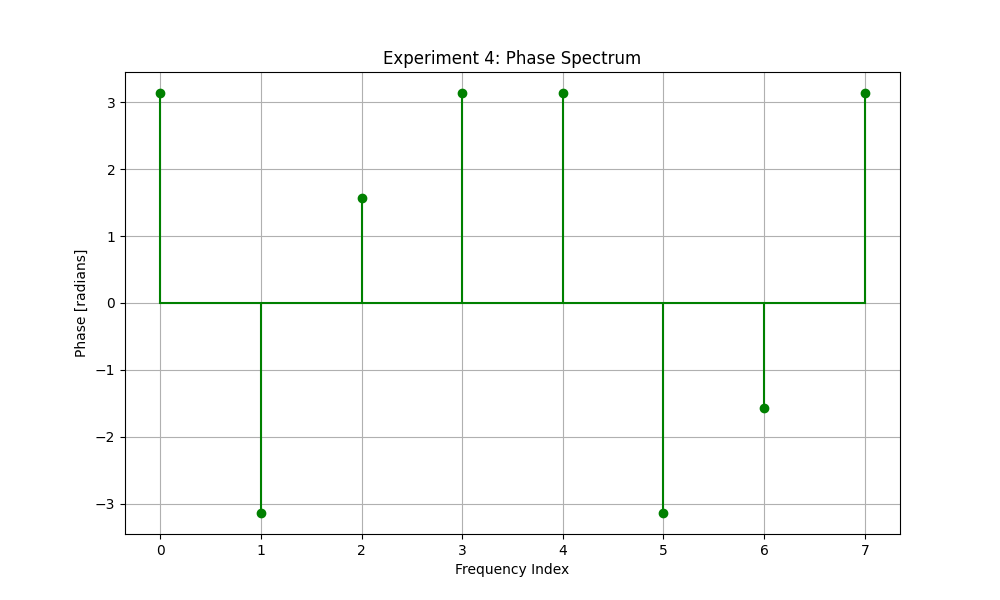 Experiment 4: Phase Spectrum
3
2
1
0
−1
−2
−3
Phase [radians]
0 1 2 3 4 5 6 7
Frequency Index